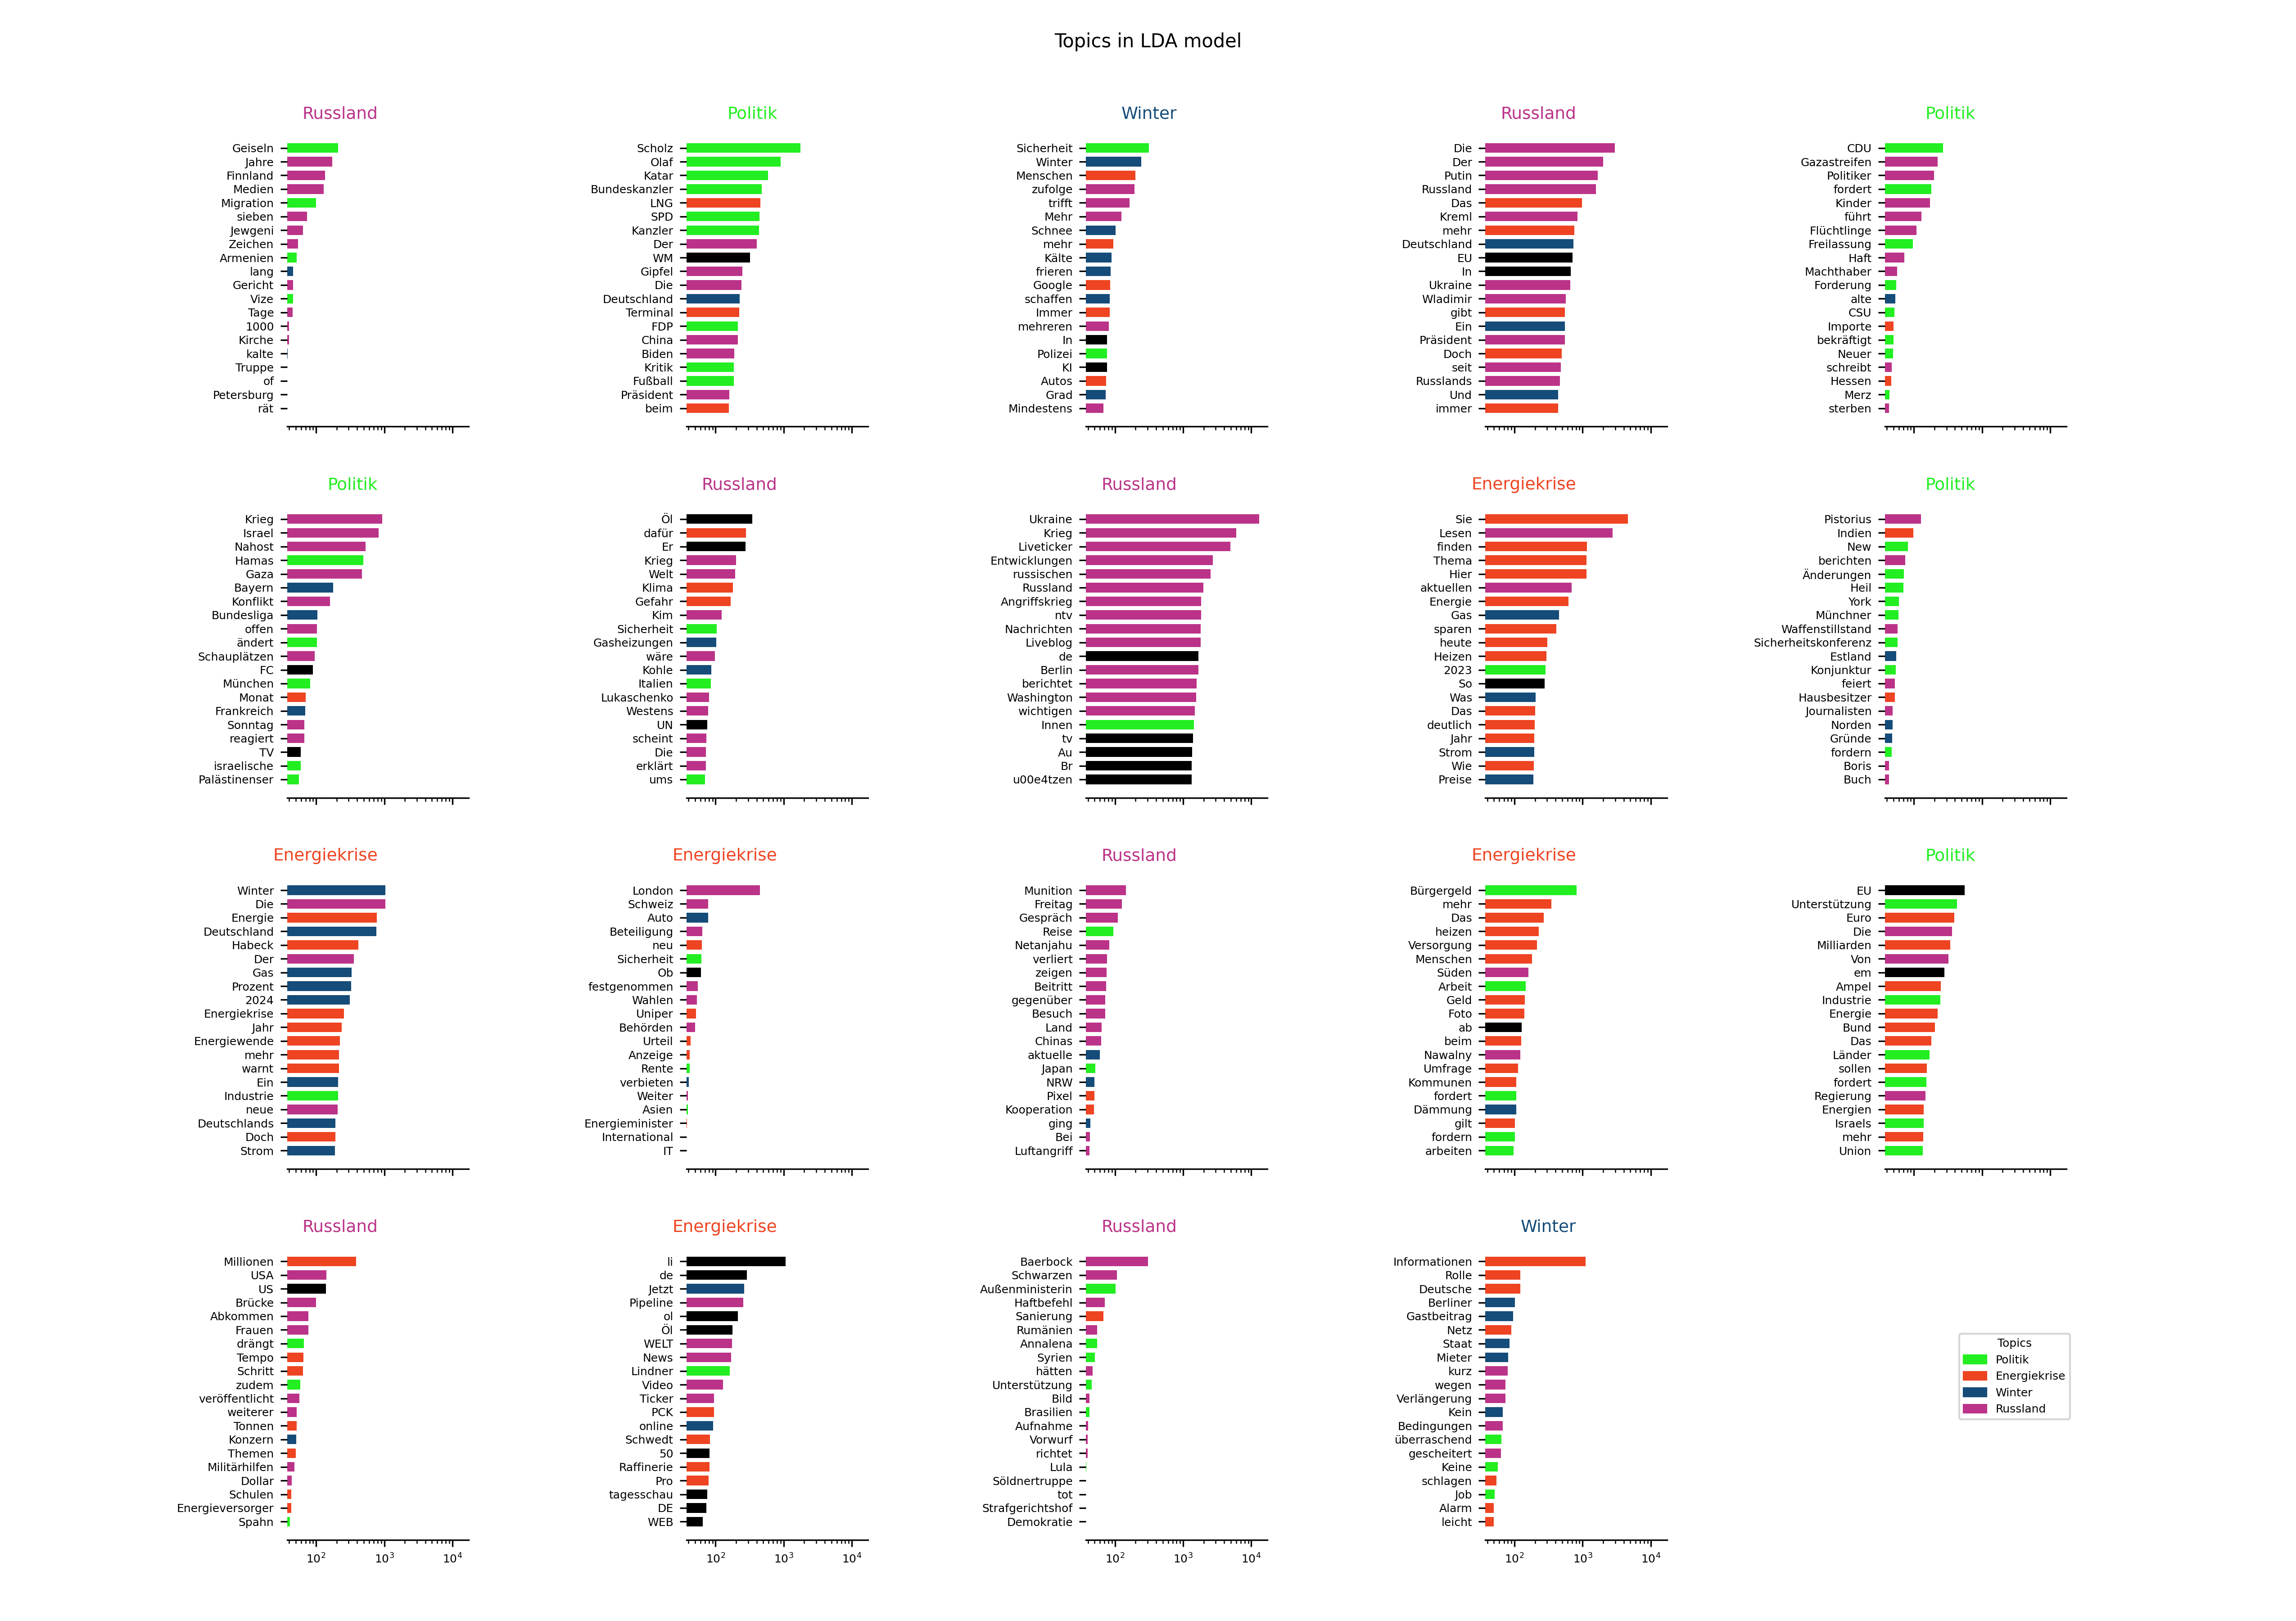 Topics in LDA model
Russland
Geiseln
Jahre
Finnland
Medien
Migration
sieben
Jewgeni
Zeichen
Armenien
lang
Gericht
Vize
Tage
1000
Kirche
kalte
Truppe
of
Petersburg
rät
Politik
Scholz
Olaf
Katar
Bundeskanzler
LNG
SPD
Kanzler
Der
WM
Gipfel
Die
Deutschland
Terminal
FDP
China
Biden
Kritik
Fußball
Präsident
beim
Winter
Sicherheit
Winter
Menschen
zufolge
trifft
Mehr
Schnee
mehr
Kälte
frieren
Google
schaffen
Immer
mehreren
In
Polizei
KI
Autos
Grad
Mindestens
Russland
Die
Der
Putin
Russland
Das
Kreml
mehr
Deutschland
EU
In
Ukraine
Wladimir
gibt
Ein
Präsident
Doch
seit
Russlands
Und
immer
Politik
CDU
Gazastreifen
Politiker
fordert
Kinder
führt
Flüchtlinge
Freilassung
Haft
Machthaber
Forderung
alte
CSU
Importe
bekräftigt
Neuer
schreibt
Hessen
Merz
sterben
Politik
Krieg
Israel
Nahost
Hamas
Gaza
Bayern
Konflikt
Bundesliga
offen
ändert
Schauplätzen
FC
München
Monat
Frankreich
Sonntag
reagiert
TV
israelische
Palästinenser
Russland
Öl
dafür
Er
Krieg
Welt
Klima
Gefahr
Kim
Sicherheit
Gasheizungen
wäre
Kohle
Italien
Lukaschenko
Westens
UN
scheint
Die
erklärt
ums
Russland
Ukraine
Krieg
Liveticker
Entwicklungen
russischen
Russland
Angriffskrieg
ntv
Nachrichten
Liveblog
de
Berlin
berichtet
Washington
wichtigen
Innen
tv
Au
Br
u00e4tzen
Energiekrise
Sie
Lesen
finden
Thema
Hier
aktuellen
Energie
Gas
sparen
heute
Heizen
2023
So
Was
Das
deutlich
Jahr
Strom
Wie
Preise
Politik
Pistorius
Indien
New
berichten
Änderungen
Heil
York
Münchner
Waffenstillstand
Sicherheitskonferenz
Estland
Konjunktur
feiert
Hausbesitzer
Journalisten
Norden
Gründe
fordern
Boris
Buch
Energiekrise
Winter
Die
Energie
Deutschland
Habeck
Der
Gas
Prozent
2024
Energiekrise
Jahr
Energiewende
mehr
warnt
Ein
Industrie
neue
Deutschlands
Doch
Strom
Energiekrise
London
Schweiz
Auto
Beteiligung
neu
Sicherheit
Ob
festgenommen
Wahlen
Uniper
Behörden
Urteil
Anzeige
Rente
verbieten
Weiter
Asien
Energieminister
International
IT
Russland
Munition
Freitag
Gespräch
Reise
Netanjahu
verliert
zeigen
Beitritt
gegenüber
Besuch
Land
Chinas
aktuelle
Japan
NRW
Pixel
Kooperation
ging
Bei
Luftangriff
Energiekrise
Bürgergeld
mehr
Das
heizen
Versorgung
Menschen
Süden
Arbeit
Geld
Foto
ab
beim
Nawalny
Umfrage
Kommunen
fordert
Dämmung
gilt
fordern
arbeiten
Politik
EU
Unterstützung
Euro
Die
Milliarden
Von
em
Ampel
Industrie
Energie
Bund
Das
Länder
sollen
fordert
Regierung
Energien
Israels
mehr
Union
Russland
Millionen
USA
US
Brücke
Abkommen
Frauen
drängt
Tempo
Schritt
zudem
veröffentlicht
weiterer
Tonnen
Konzern
Themen
Militärhilfen
Dollar
Schulen
Energieversorger
Spahn
10² 10³ 10⁴
Energiekrise
li
de
Jetzt
Pipeline
ol
Öl
WELT
News
Lindner
Video
Ticker
PCK
online
Schwedt
50
Raffinerie
Pro
tagesschau
DE
WEB
10² 10³ 10⁴
Russland
Baerbock
Schwarzen
Außenministerin
Haftbefehl
Sanierung
Rumänien
Annalena
Syrien
hätten
Unterstützung
Bild
Brasilien
Aufnahme
Vorwurf
richtet
Lula
Söldnertruppe
tot
Strafgerichtshof
Demokratie
10² 10³ 10⁴
Winter
Informationen
Rolle
Deutsche
Berliner
Gastbeitrag
Netz
Staat
Mieter
kurz
wegen
Verlängerung
Kein
Bedingungen
überraschend
gescheitert
Keine
schlagen
Job
Alarm
leicht
10² 10³ 10⁴
Topics
Politik
Energiekrise
Winter
Russland